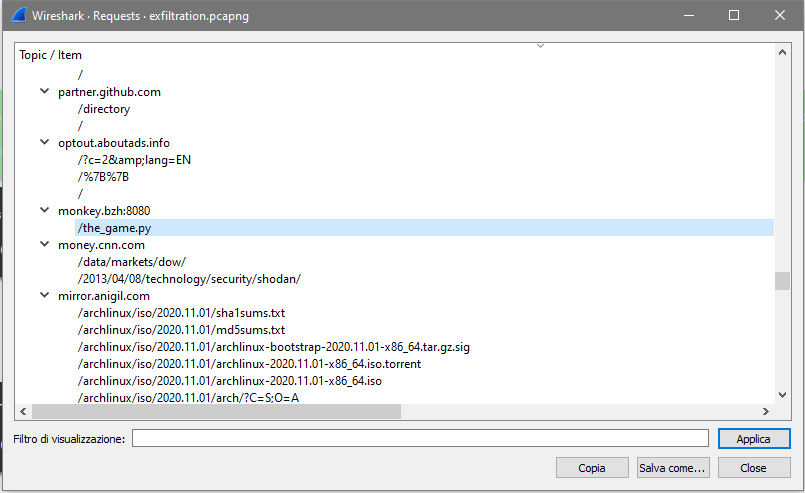 Wireshark · Requests · exfiltration.pcapng
Topic / Item
/
partner.github.com
/directory
/
optout.aboutads.info
/?c=2&amp;lang=EN
/%7B%7B
/
monkey.bzh:8080
/the_game.py
money.cnn.com
/data/markets/dow/
/2013/04/08/technology/security/shodan/
mirror.anigil.com
/archlinux/iso/2020.11.01/sha1sums.txt
/archlinux/iso/2020.11.01/md5sums.txt
/archlinux/iso/2020.11.01/archlinux-bootstrap-2020.11.01-x86_64.tar.gz.sig
/archlinux/iso/2020.11.01/archlinux-2020.11.01-x86_64.iso.torrent
/archlinux/iso/2020.11.01/archlinux-2020.11.01-x86_64.iso
/archlinux/iso/2020.11.01/arch/?C=S;O=A
Filtro di visualizzazione:
Applica
Copia
Salva come...
Close